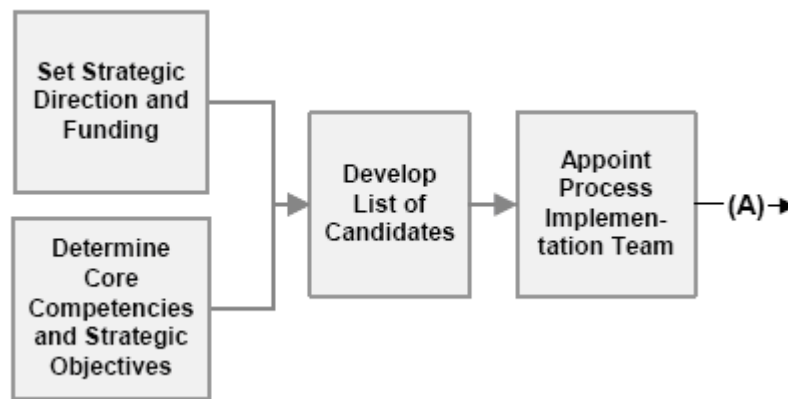 Set Strategic
Direction and
Funding
Determine
Core
Competencies
and Strategic
Objectives
Develop
List of
Candidates
Appoint
Process
Implemen-
tation Team
(A)